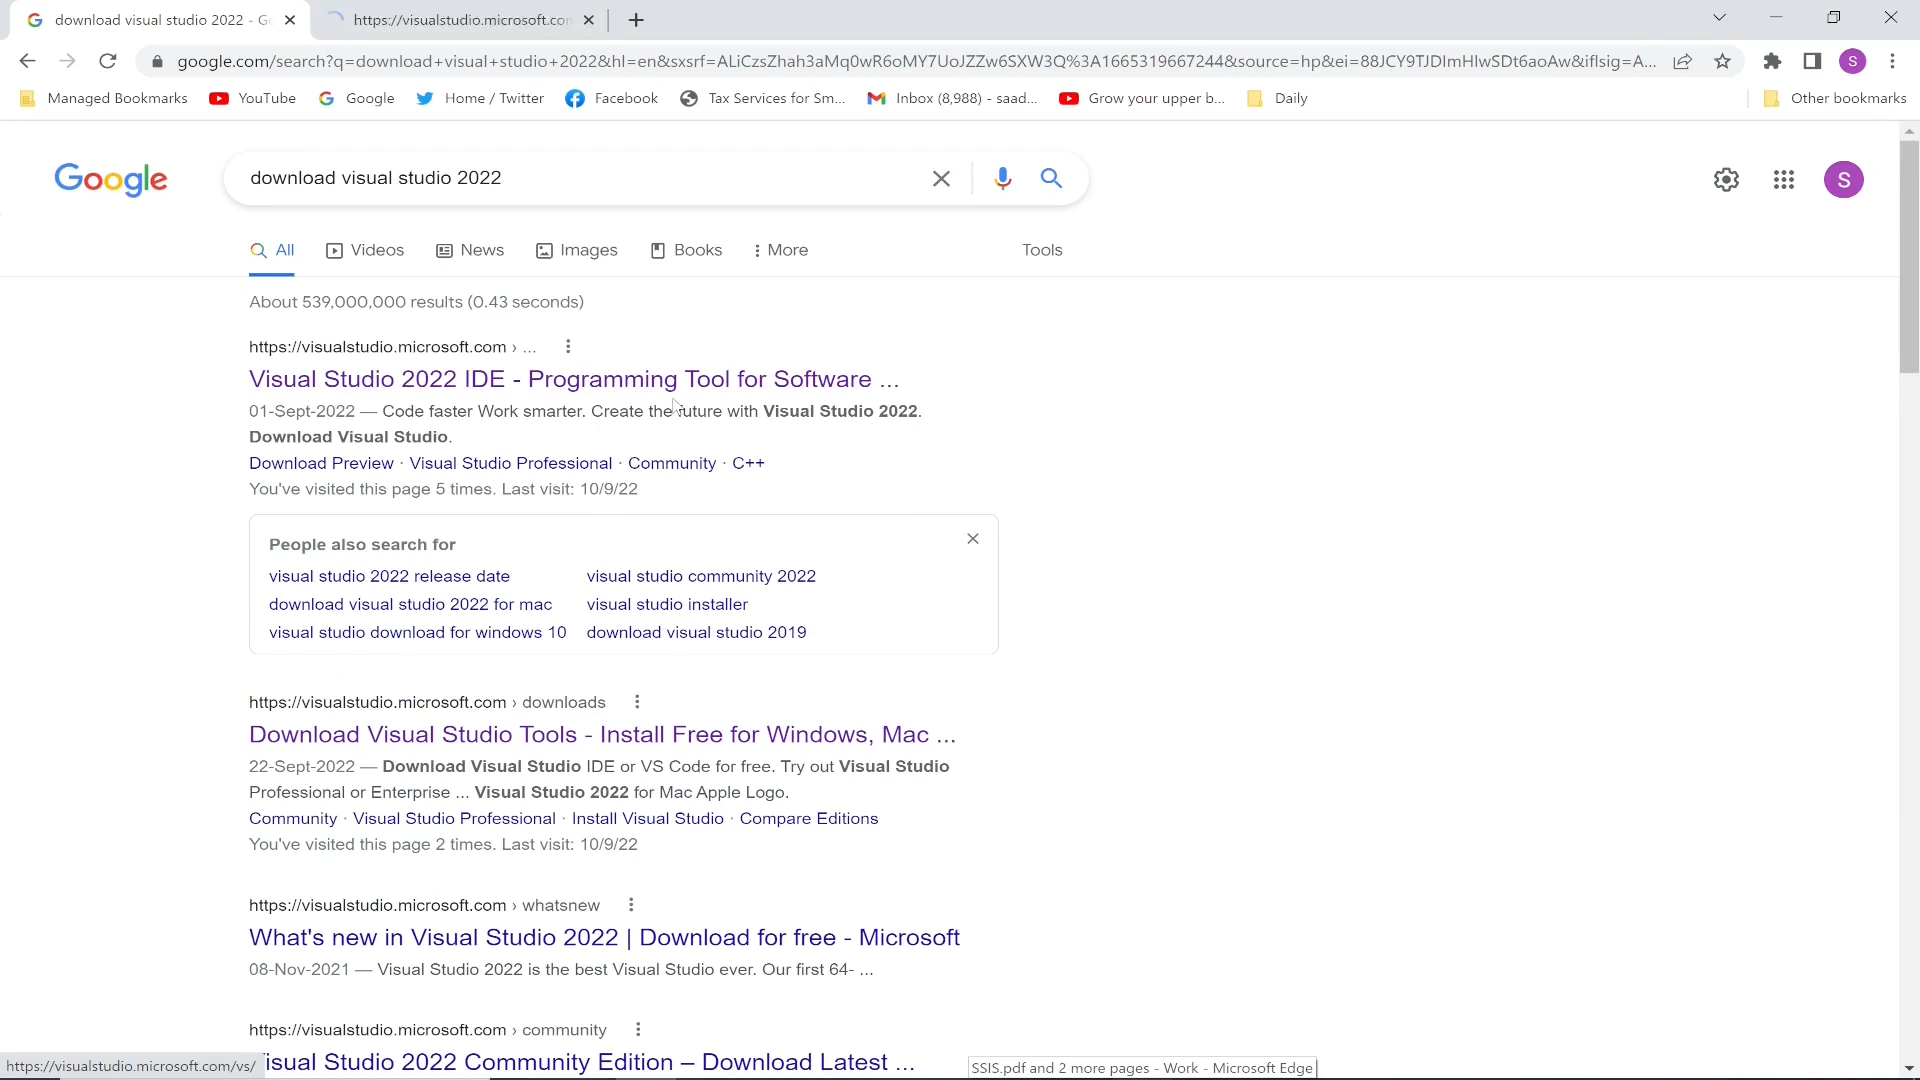 download visual studio 2022 - Go
https://visualstudio.microsoft.com
google.com/search?q=download+visual+studio+2022&hl=en&sxsrf=ALiCzsZhah3aMq0wR6oMY7UoJZZw6SXW3Q%3A1665319667244&source=hp&ei=88JCY9TJDImHlwSDt6aoAw&iflsig=A...
S
Managed Bookmarks
YouTube
Google
Home / Twitter
Facebook
Tax Services for Sm...
Inbox (8,988) - saad...
Grow your upper b...
Daily
Other bookmarks
Google
download visual studio 2022
S
All
Videos
News
Images
Books
More
Tools
About 539,000,000 results (0.43 seconds)
https://visualstudio.microsoft.com › ...
Visual Studio 2022 IDE - Programming Tool for Software ...
01-Sept-2022 — Code faster Work smarter. Create the future with Visual Studio 2022.
Download Visual Studio.
Download Preview · Visual Studio Professional · Community · C++
You've visited this page 5 times. Last visit: 10/9/22
People also search for
visual studio 2022 release date
visual studio community 2022
download visual studio 2022 for mac
visual studio installer
visual studio download for windows 10
download visual studio 2019
https://visualstudio.microsoft.com › downloads
Download Visual Studio Tools - Install Free for Windows, Mac ...
22-Sept-2022 — Download Visual Studio IDE or VS Code for free. Try out Visual Studio
Professional or Enterprise ... Visual Studio 2022 for Mac Apple Logo.
Community · Visual Studio Professional · Install Visual Studio · Compare Editions
You've visited this page 2 times. Last visit: 10/9/22
https://visualstudio.microsoft.com › whatsnew
What's new in Visual Studio 2022 | Download for free - Microsoft
08-Nov-2021 — Visual Studio 2022 is the best Visual Studio ever. Our first 64- ...
https://visualstudio.microsoft.com › community
isual Studio 2022 Community Edition – Download Latest ...
https://visualstudio.microsoft.com/vs/
SSIS.pdf and 2 more pages - Work - Microsoft Edge